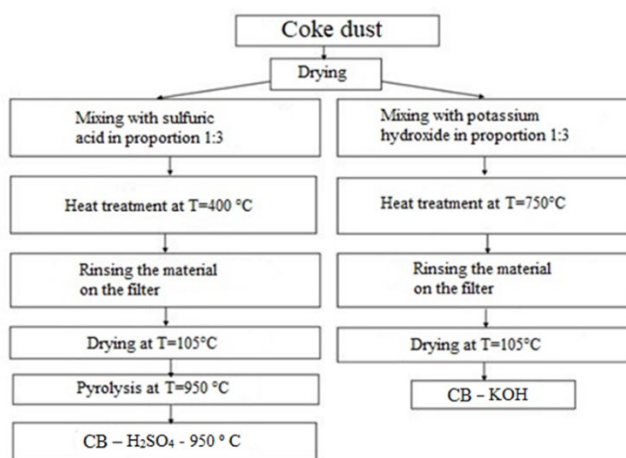 Coke dust
Drying
Mixing with sulfuric
acid in proportion 1:3
Mixing with potassium
hydroxide in proportion 1:3
Heat treatment at T=400 °C
Heat treatment at T=750°C
Rinsing the material
on the filter
Rinsing the material
on the filter
Drying at T=105°C
Drying at T=105°C
Pyrolysis at T=950 °C
CB – KOH
CB – H₂SO₄ - 950 ° C